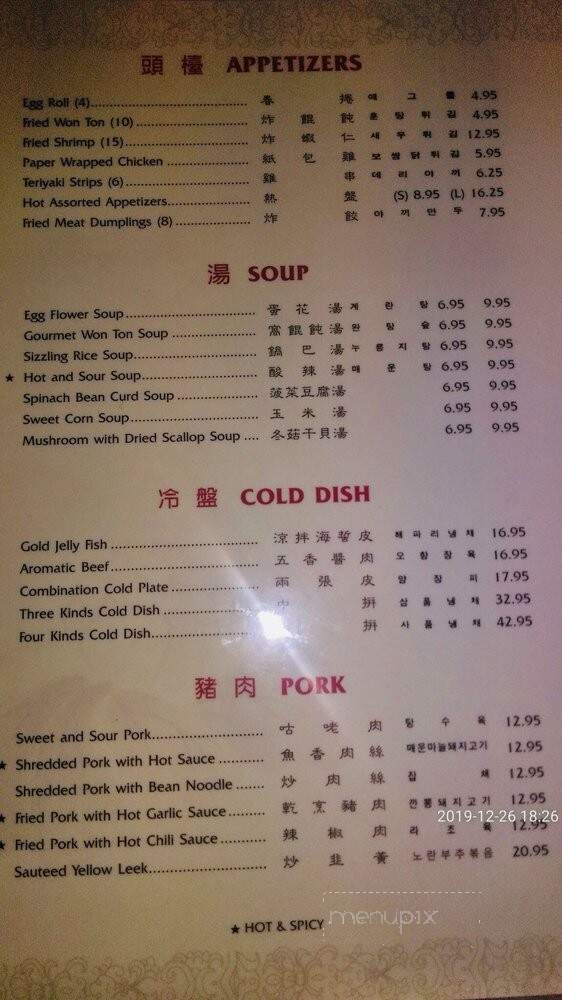 頭檯 APPETIZERS
Egg Roll (4) 春捲 에그롤 4.95
Fried Won Ton (10) 炸餛飩 훈탕튀김 4.95
Fried Shrimp (15) 炸蝦仁 새우튀김 12.95
Paper Wrapped Chicken 紙包雞 보쌈닭튀김 5.95
Teriyaki Strips (6) 雞串 데리야끼 6.25
Hot Assorted Appetizers 熱盤 (S) 8.95 (L) 16.25
Fried Meat Dumplings (8) 炸餃 야끼만두 7.95
湯 SOUP
Egg Flower Soup 蛋花湯 계란탕 6.95 9.95
Gourmet Won Ton Soup 窩餛飩湯 완탕숲 6.95 9.95
Sizzling Rice Soup 鍋巴湯 누룽지탕 6.95 9.95
★ Hot and Sour Soup 酸辣湯 매운탕 6.95 9.95
Spinach Bean Curd Soup 菠菜豆腐湯 6.95 9.95
Sweet Corn Soup 玉米湯 6.95 9.95
Mushroom with Dried Scallop Soup 冬菇干貝湯 6.95 9.95
冷盤 COLD DISH
Gold Jelly Fish 涼拌海蜇皮 해파리냉채 16.95
Aromatic Beef 五香醬肉 오향장육 16.95
Combination Cold Plate 兩張皮 양장피 17.95
Three Kinds Cold Dish 拼 삼품냉채 32.95
Four Kinds Cold Dish 拼 사품냉채 42.95
豬肉 PORK
Sweet and Sour Pork 咕咾肉 탕수육 12.95
★ Shredded Pork with Hot Sauce 魚香肉絲 매운마늘돼지고기 12.95
Shredded Pork with Bean Noodle 炒肉絲 잡채 12.95
★ Fried Pork with Hot Garlic Sauce 乾烹豬肉 깐풍돼지고기 12.95
★ Fried Pork with Hot Chili Sauce 辣椒肉 라조육 12.95
Sauteed Yellow Leek 炒韭黃 노란부추볶음 20.95
2019-12-26 18:26
menupix
★ HOT & SPICY